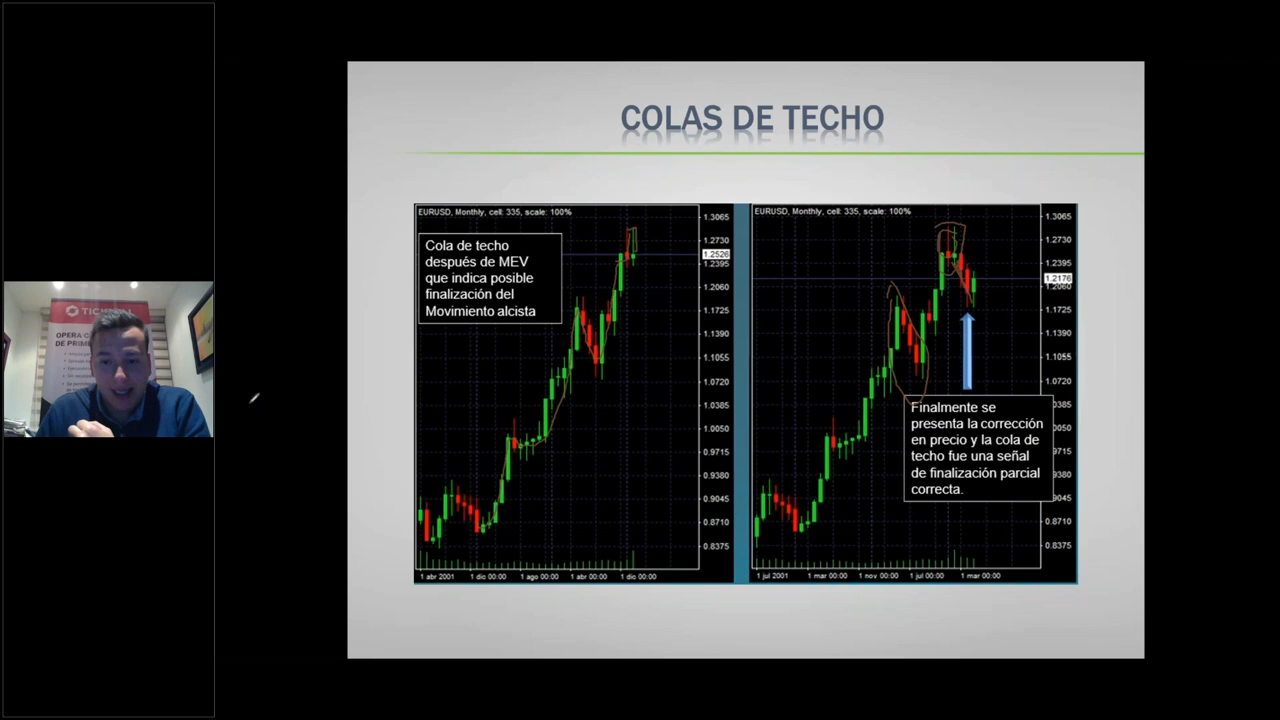 COLAS DE TECHO
EURUSD, Monthly, cell: 335, scale: 100%
Cola de techo
después de MEV
que indica posible
finalización del
Movimiento alcista
1.3065
1.2730
1.2526
1.2395
1.2060
1.1725
1.1390
1.1055
1.0720
1.0385
1.0050
0.9715
0.9380
0.9045
0.8710
0.8375
1 abr 2001
1 dic 00:00
1 ago 00:00
1 abr 00:00
1 dic 00:00
EURUSD, Monthly, cell: 335, scale: 100%
1.3065
1.2730
1.2395
1.2176
1.2060
1.1725
1.1390
1.1055
1.0720
Finalmente se
presenta la corrección
en precio y la cola de
techo fue una señal
de finalización parcial
correcta.
0.8710
0.8375
1 jul 2001
1 mar 00:00
1 nov 00:00
1 jul 00:00
1 mar 00:00
OPERA C
DE PRIME